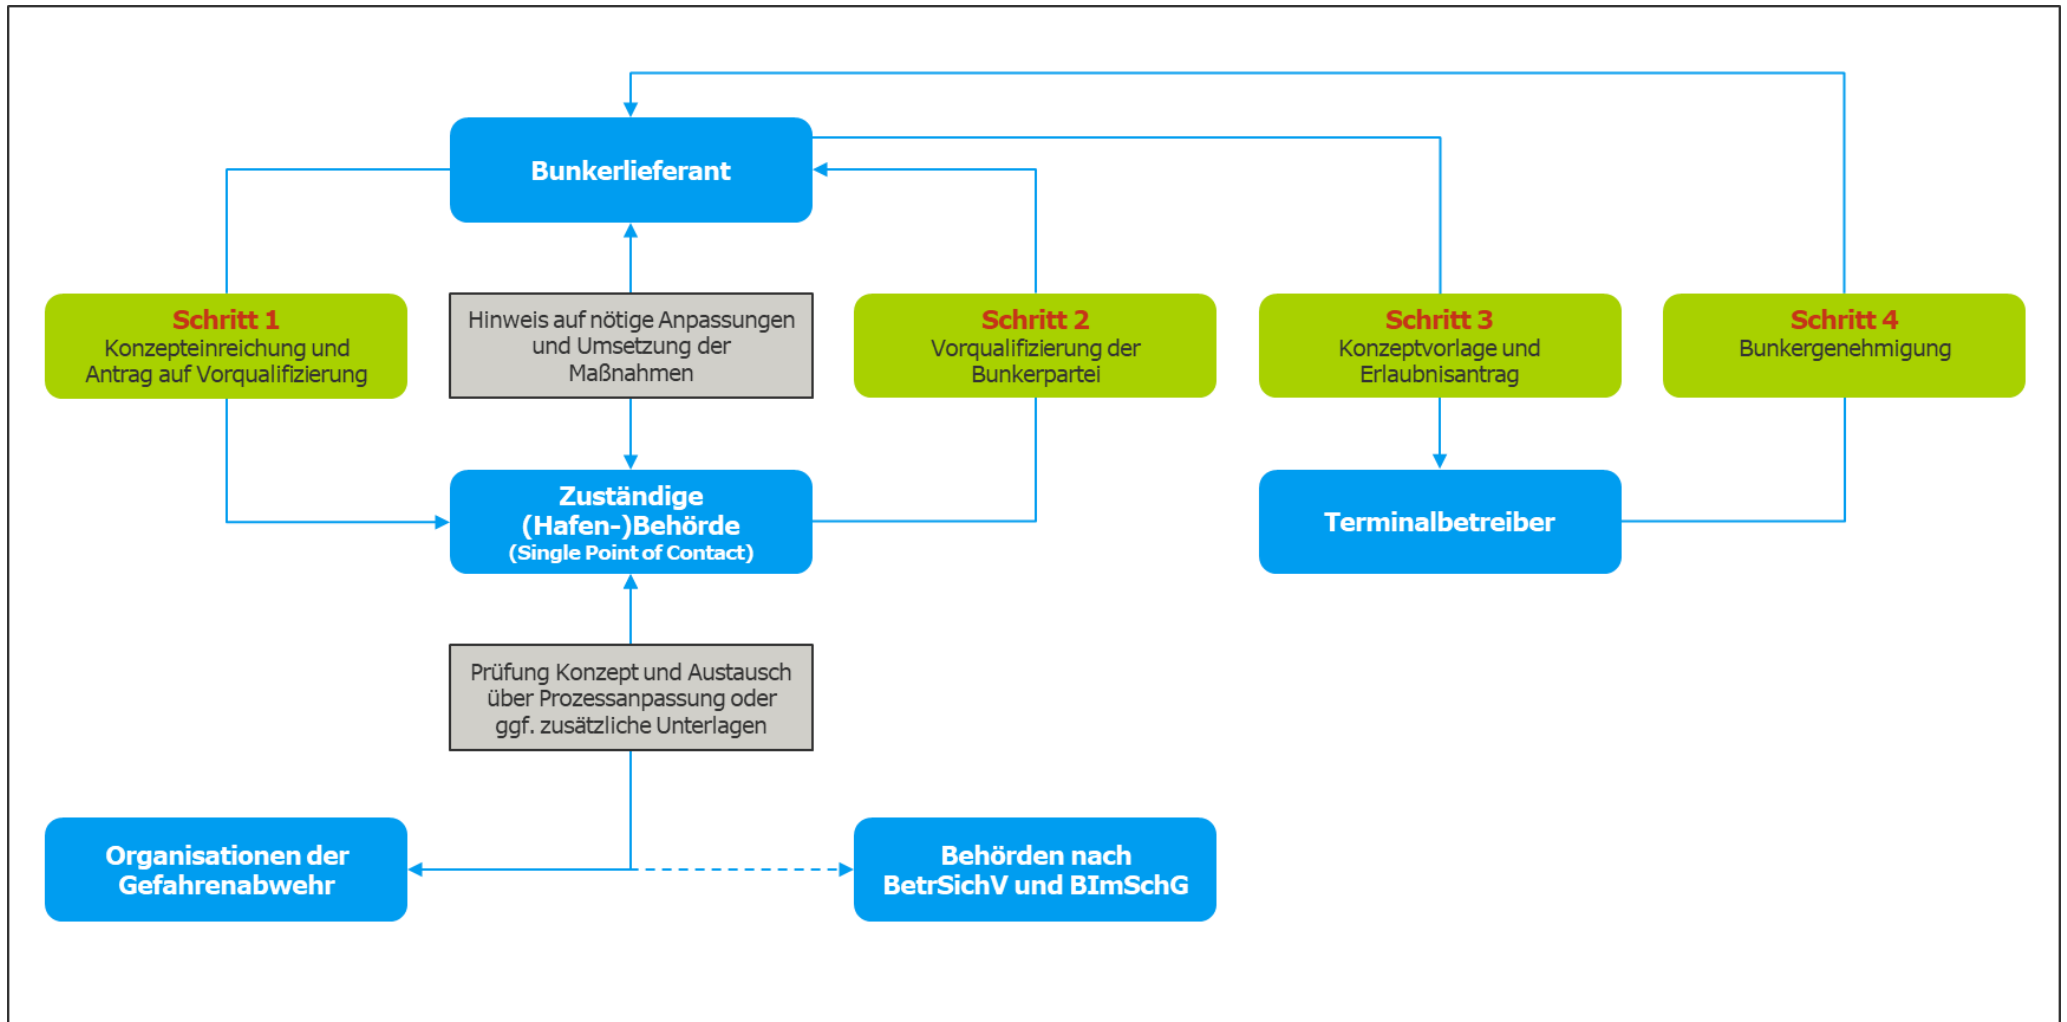 Bunkerlieferant
Schritt 1
Konzepteinreichung und
Antrag auf Vorqualifizierung
Hinweis auf nötige Anpassungen
und Umsetzung der
Maßnahmen
Schritt 2
Vorqualifizierung der
Bunkerpartei
Schritt 3
Konzeptvorlage und
Erlaubnisantrag
Schritt 4
Bunkergenehmigung
Zuständige
(Hafen-)Behörde
(Single Point of Contact)
Terminalbetreiber
Prüfung Konzept und Austausch
über Prozessanpassung oder
ggf. zusätzliche Unterlagen
Organisationen der
Gefahrenabwehr
Behörden nach
BetrSichV und BImSchG